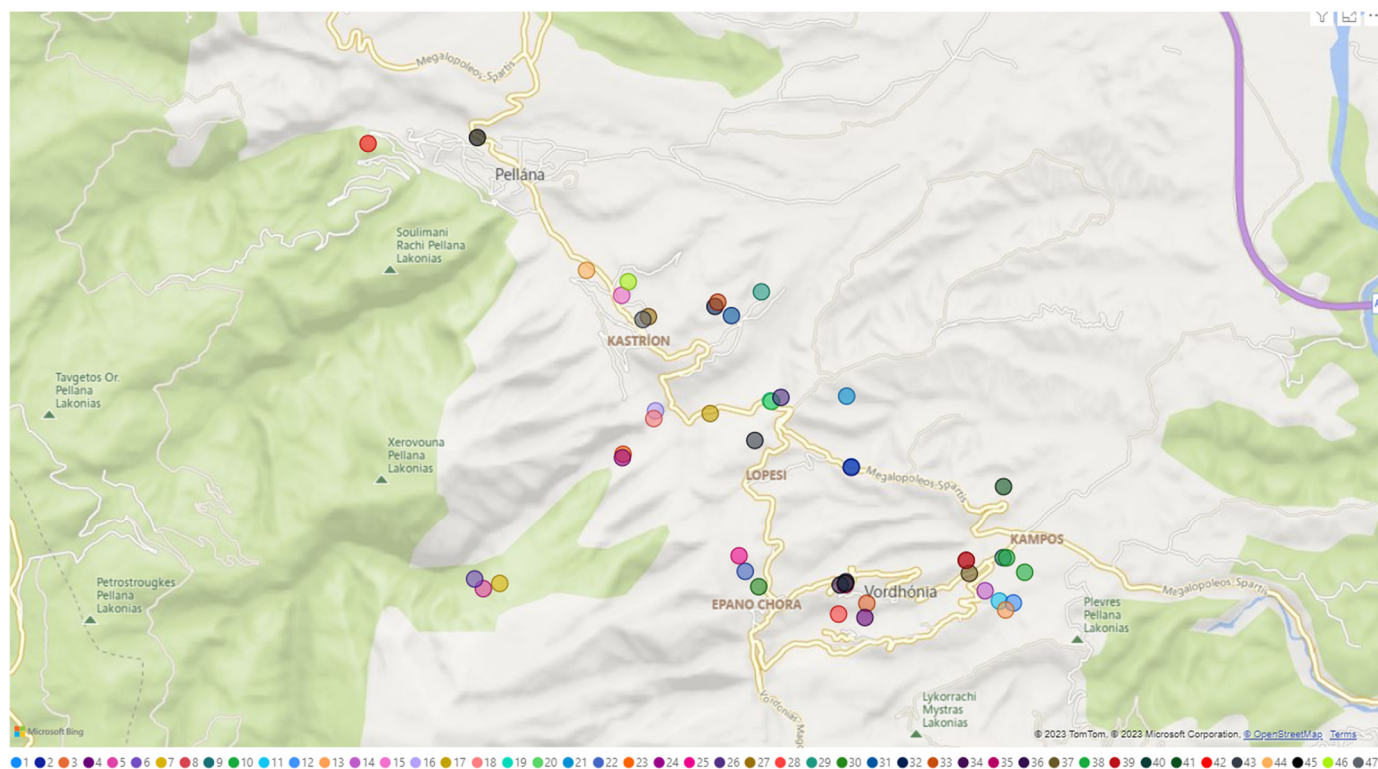 Megalopoleos-Spartis
Pellána
Soulimani
Rachi Pellana
Lakonias
KASTRÍON
Tavgetos Or.
Pellana
Lakonias
Xerovouna
Pellana
Lakonias
LOPESI
Megalopoleos-Spartis
KAMPOS
Petrostrougkes
Pellana
Lakonias
EPANO CHORA
Vordhónia
Megalopoleos Spartis
Plevres
Pellana
Lakonias
Lykorrachi
Mystras
Lakonias
Vordonias
Microsoft Bing
© 2023 TomTom, © 2023 Microsoft Corporation, © OpenStreetMap Terms
1 2 3 4 5 6 7 8 9 10 11 12 13 14 15 16 17 18 19 20 21 22 23 24 25 26 27 28 29 30 31 32 33 34 35 36 37 38 39 40 41 42 43 44 45 46 47